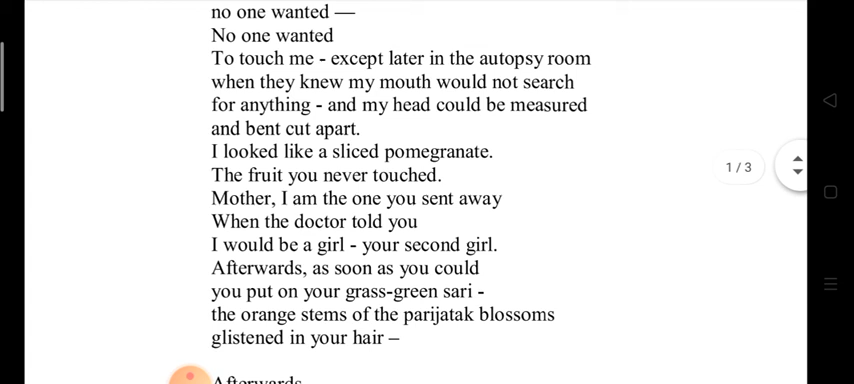 no one wanted —
No one wanted
To touch me - except later in the autopsy room
when they knew my mouth would not search
for anything - and my head could be measured
and bent cut apart.
I looked like a sliced pomegranate.
The fruit you never touched.
Mother, I am the one you sent away
When the doctor told you
I would be a girl - your second girl.
Afterwards, as soon as you could
you put on your grass-green sari -
the orange stems of the parijatak blossoms
glistened in your hair –
Afterwards
1 / 3